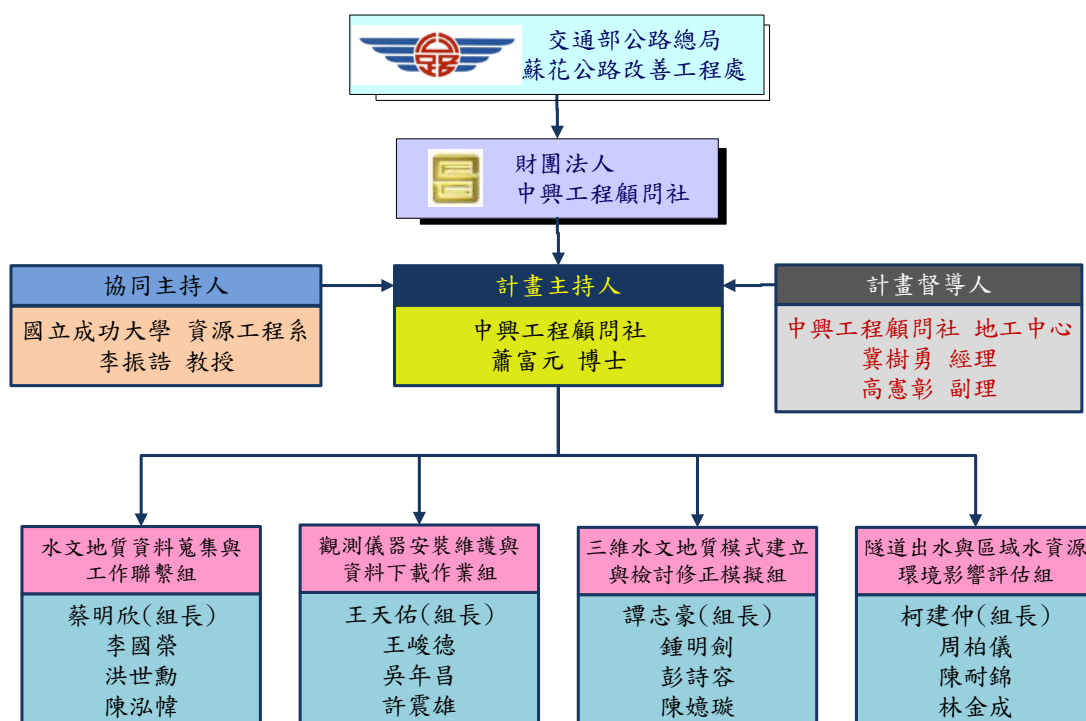 交通部公路總局
蘇花公路改善工程處
財團法人
中興工程顧問社
協同主持人
國立成功大學 資源工程系
李振誥 教授
計畫主持人
中興工程顧問社
蕭富元 博士
計畫督導人
中興工程顧問社 地工中心
冀樹勇 經理
高憲彰 副理
水文地質資料蒐集與
工作聯繫組
蔡明欣(組長)
李國榮
洪世勳
陳泓幃
觀測儀器安裝維護與
資料下載作業組
王天佑(組長)
王峻德
吳年昌
許震雄
三維水文地質模式建立
與檢討修正模擬組
譚志豪(組長)
鍾明劍
彭詩容
陳嬑璇
隧道出水與區域水資源
環境影響評估組
柯建仲(組長)
周柏儀
陳耐錦
林金成